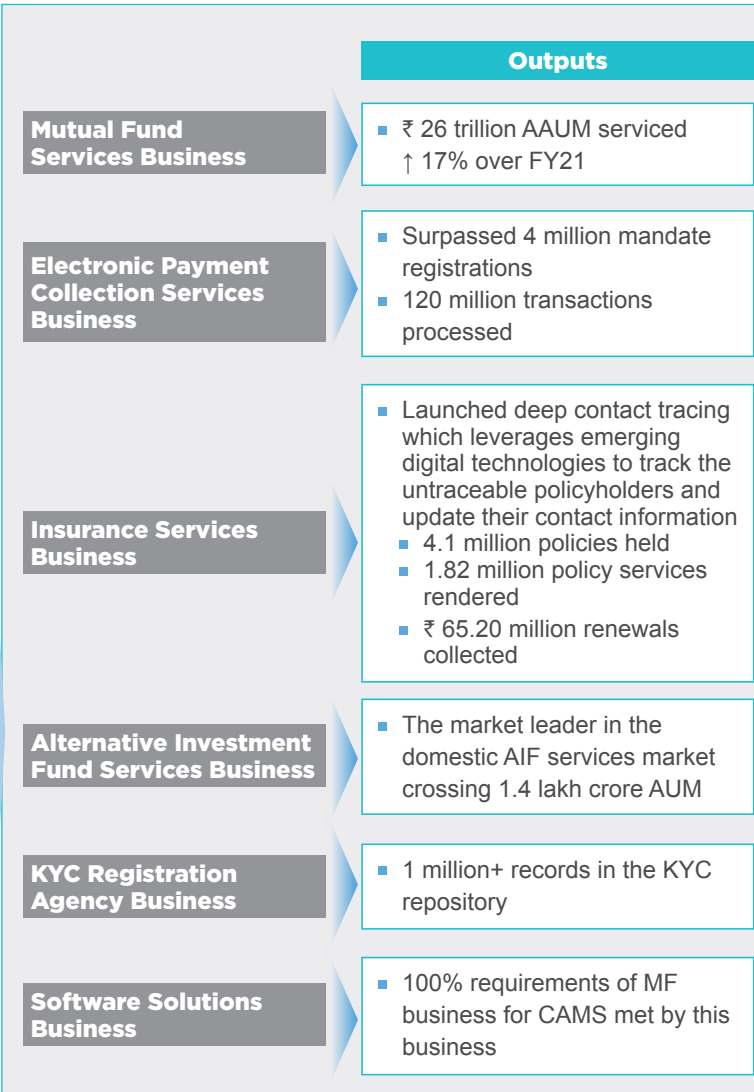 Outputs
Mutual Fund
Services Business
₹ 26 trillion AAUM serviced
↑ 17% over FY21
Electronic Payment
Collection Services
Business
Surpassed 4 million mandate
registrations
120 million transactions
processed
Insurance Services
Business
Launched deep contact tracing
which leverages emerging
digital technologies to track the
untraceable policyholders and
update their contact information
4.1 million policies held
1.82 million policy services
rendered
₹ 65.20 million renewals
collected
Alternative Investment
Fund Services Business
The market leader in the
domestic AIF services market
crossing 1.4 lakh crore AUM
KYC Registration
Agency Business
1 million+ records in the KYC
repository
Software Solutions
Business
100% requirements of MF
business for CAMS met by this
business